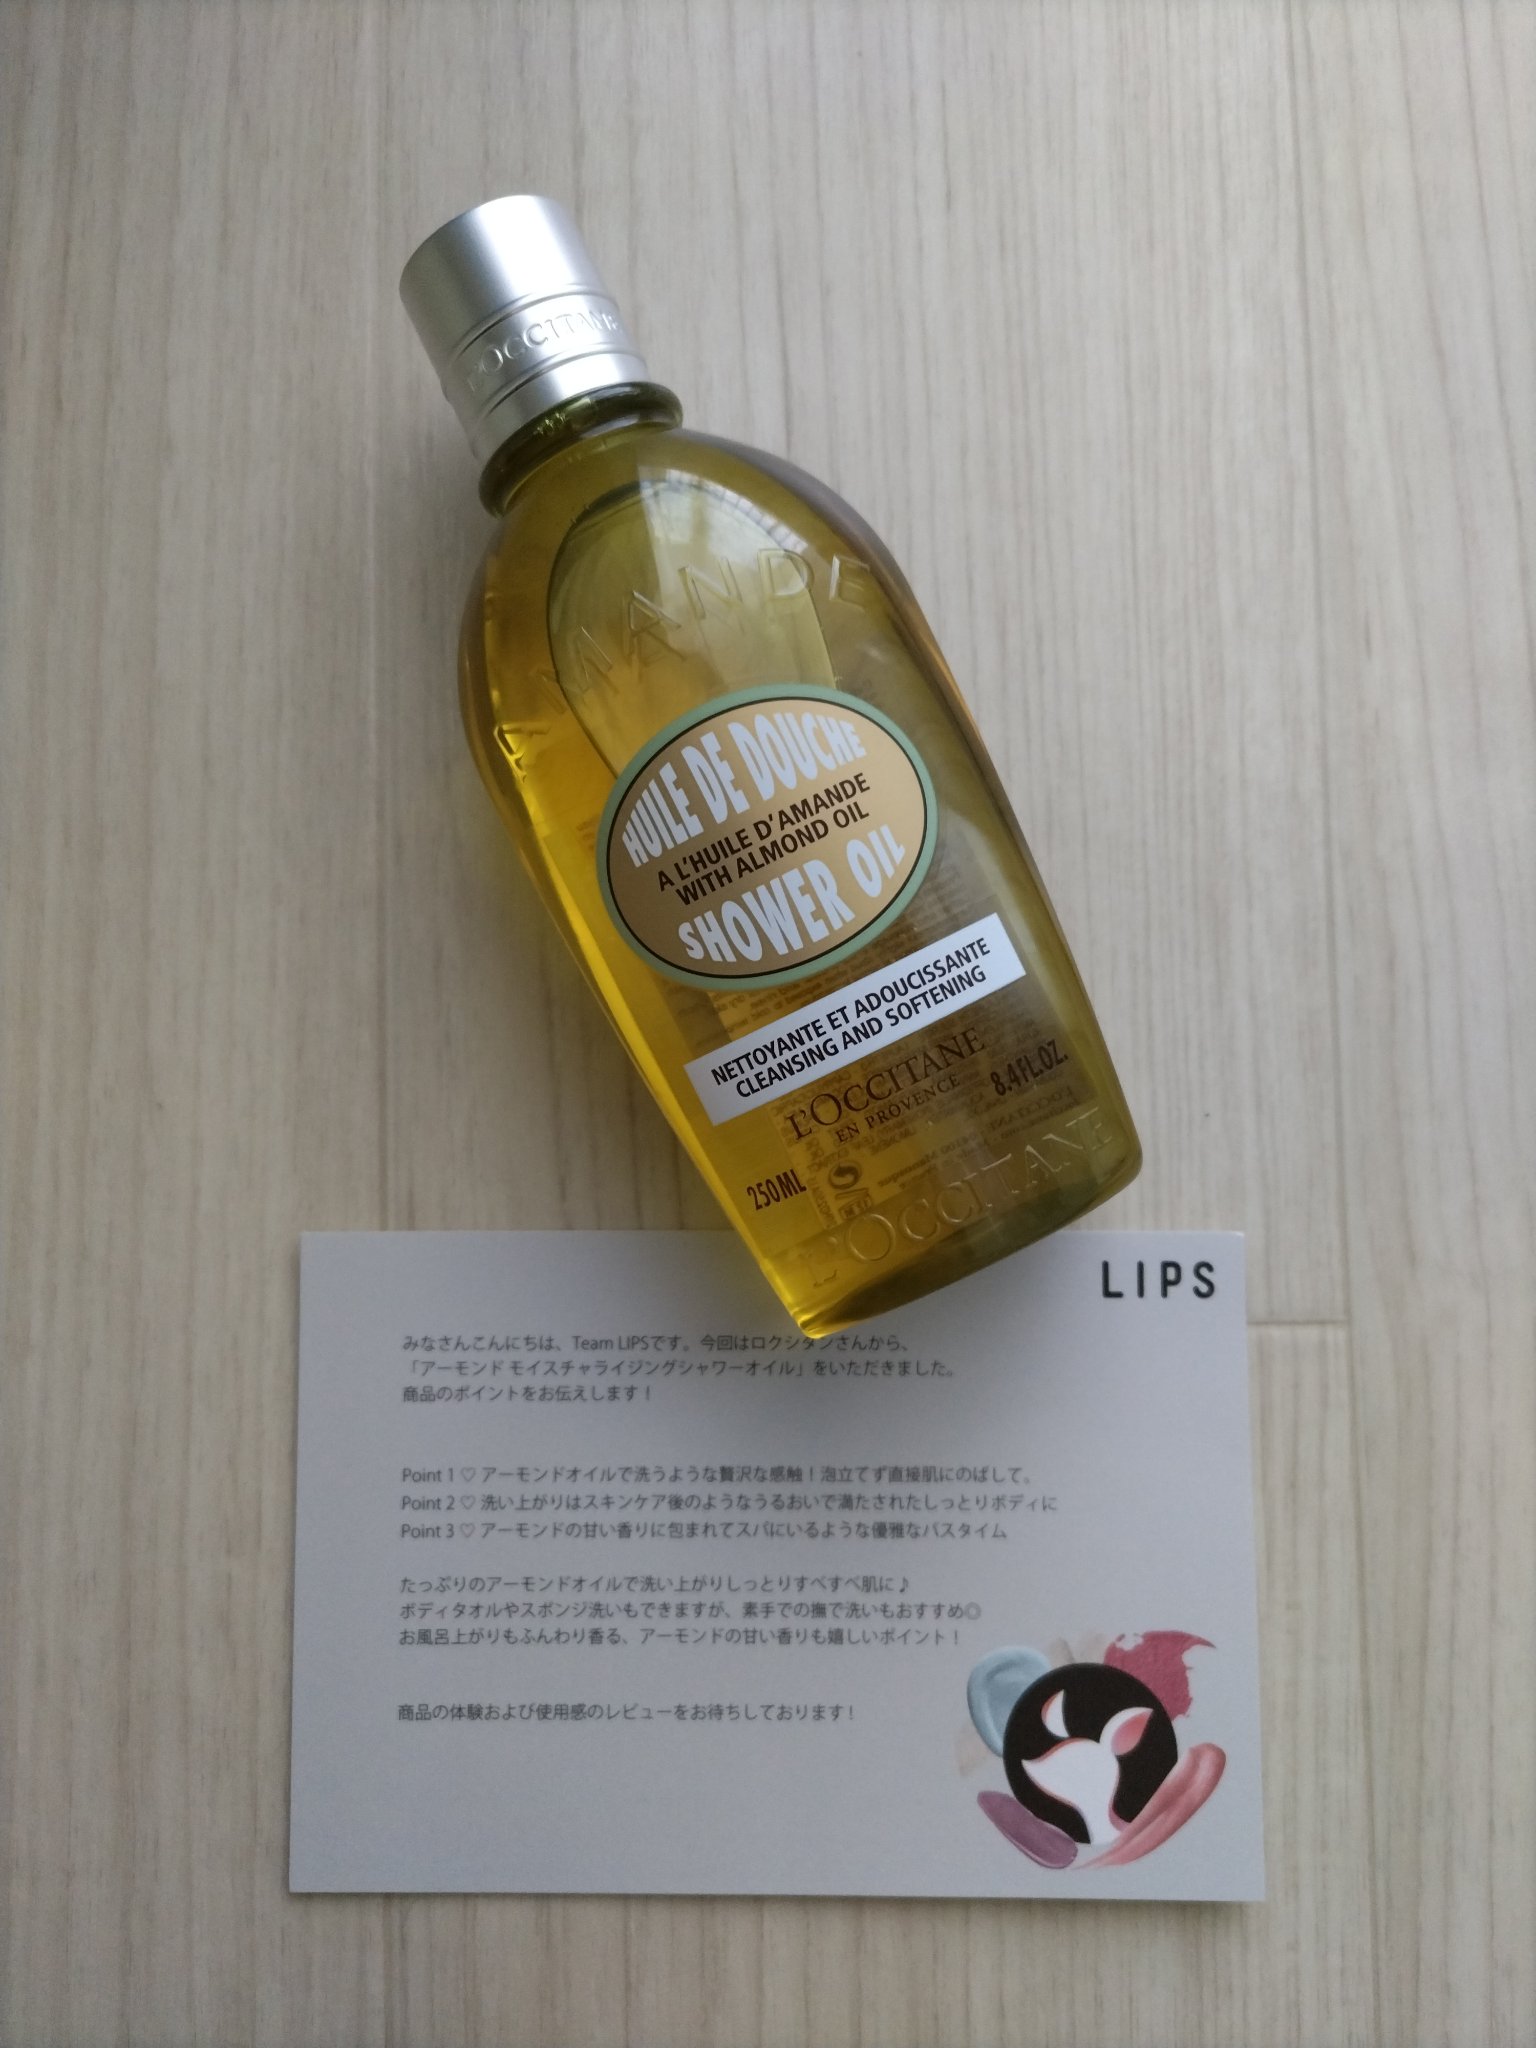 L'OCCITANE
AMANDE
HUILE DE DOUCHE
A L'HUILE D'AMANDE
WITH ALMOND OIL
SHOWER OIL
NETTOYANTE ET ADOUCISSANTE
CLEANSING AND SOFTENING
L'OCCITANE
EN PROVENCE
250ML
8.4FL.OZ.
L'OCCITANE
LIPS
みなさんこんにちは、Team LIPSです。今回はロクシタンさんから、
「アーモンド モイスチャライジングシャワーオイル」をいただきました。
商品のポイントをお伝えします！
Point 1 ♡ アーモンドオイルで洗うような贅沢な感触！泡立てず直接肌にのばして。
Point 2 ♡ 洗い上がりはスキンケア後のようなうるおいで満たされたしっとりボディに
Point 3 ♡ アーモンドの甘い香りに包まれてスパにいるような優雅なバスタイム
たっぷりのアーモンドオイルで洗い上がりしっとりすべすべ肌に♪
ボディタオルやスポンジ洗いもできますが、素手での撫で洗いもおすすめ◎
お風呂上がりもふんわり香る、アーモンドの甘い香りも嬉しいポイント！
商品の体験および使用感のレビューをお待ちしております！